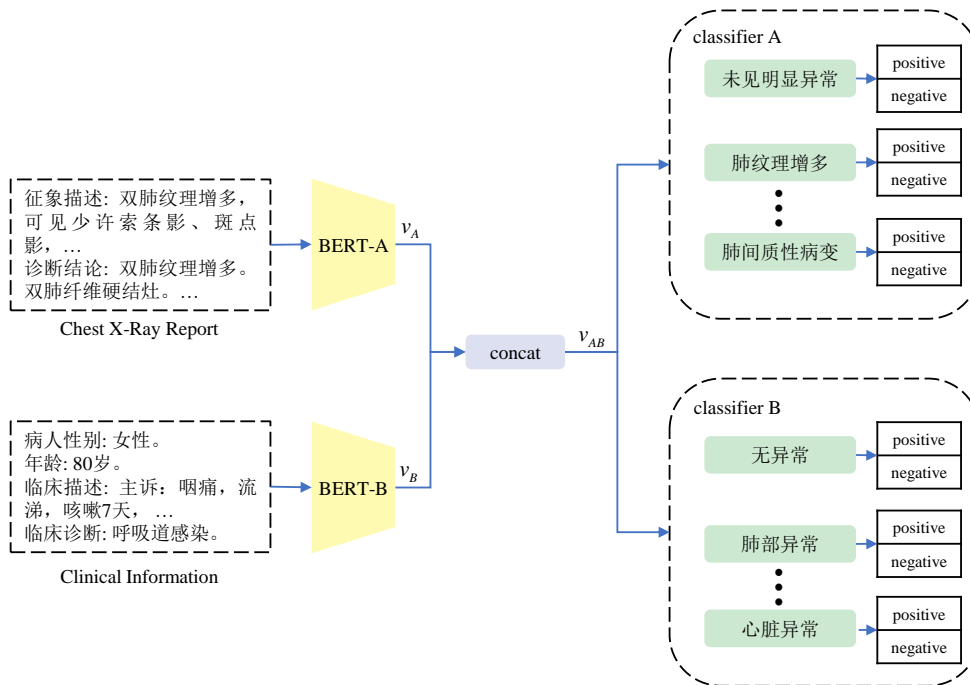 征象描述: 双肺纹理增多，
可见少许索条影、斑点
影，…
诊断结论: 双肺纹理增多。
双肺纤维硬结灶。…
Chest X-Ray Report
BERT-A
v_A
病人性别: 女性。
年龄: 80岁。
临床描述: 主诉：咽痛，流
涕，咳嗽7天， …
临床诊断: 呼吸道感染。
Clinical Information
BERT-B
v_B
concat
v_AB
classifier A
未见明显异常
positive
negative
肺纹理增多
positive
negative
肺间质性病变
positive
negative
classifier B
无异常
positive
negative
肺部异常
positive
negative
心脏异常
positive
negative